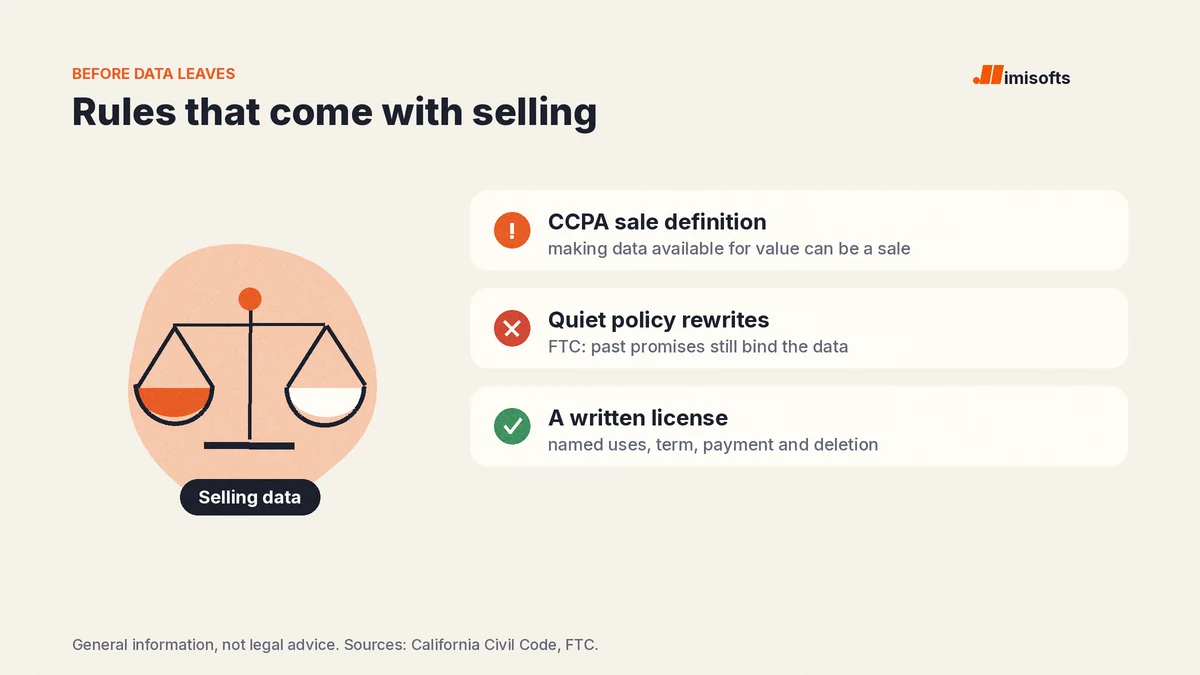 BEFORE DATA LEAVES
Rules that come with selling
imisofts
CCPA sale definition
making data available for value can be a sale
Quiet policy rewrites
FTC: past promises still bind the data
A written license
named uses, term, payment and deletion
Selling data
General information, not legal advice. Sources: California Civil Code, FTC.